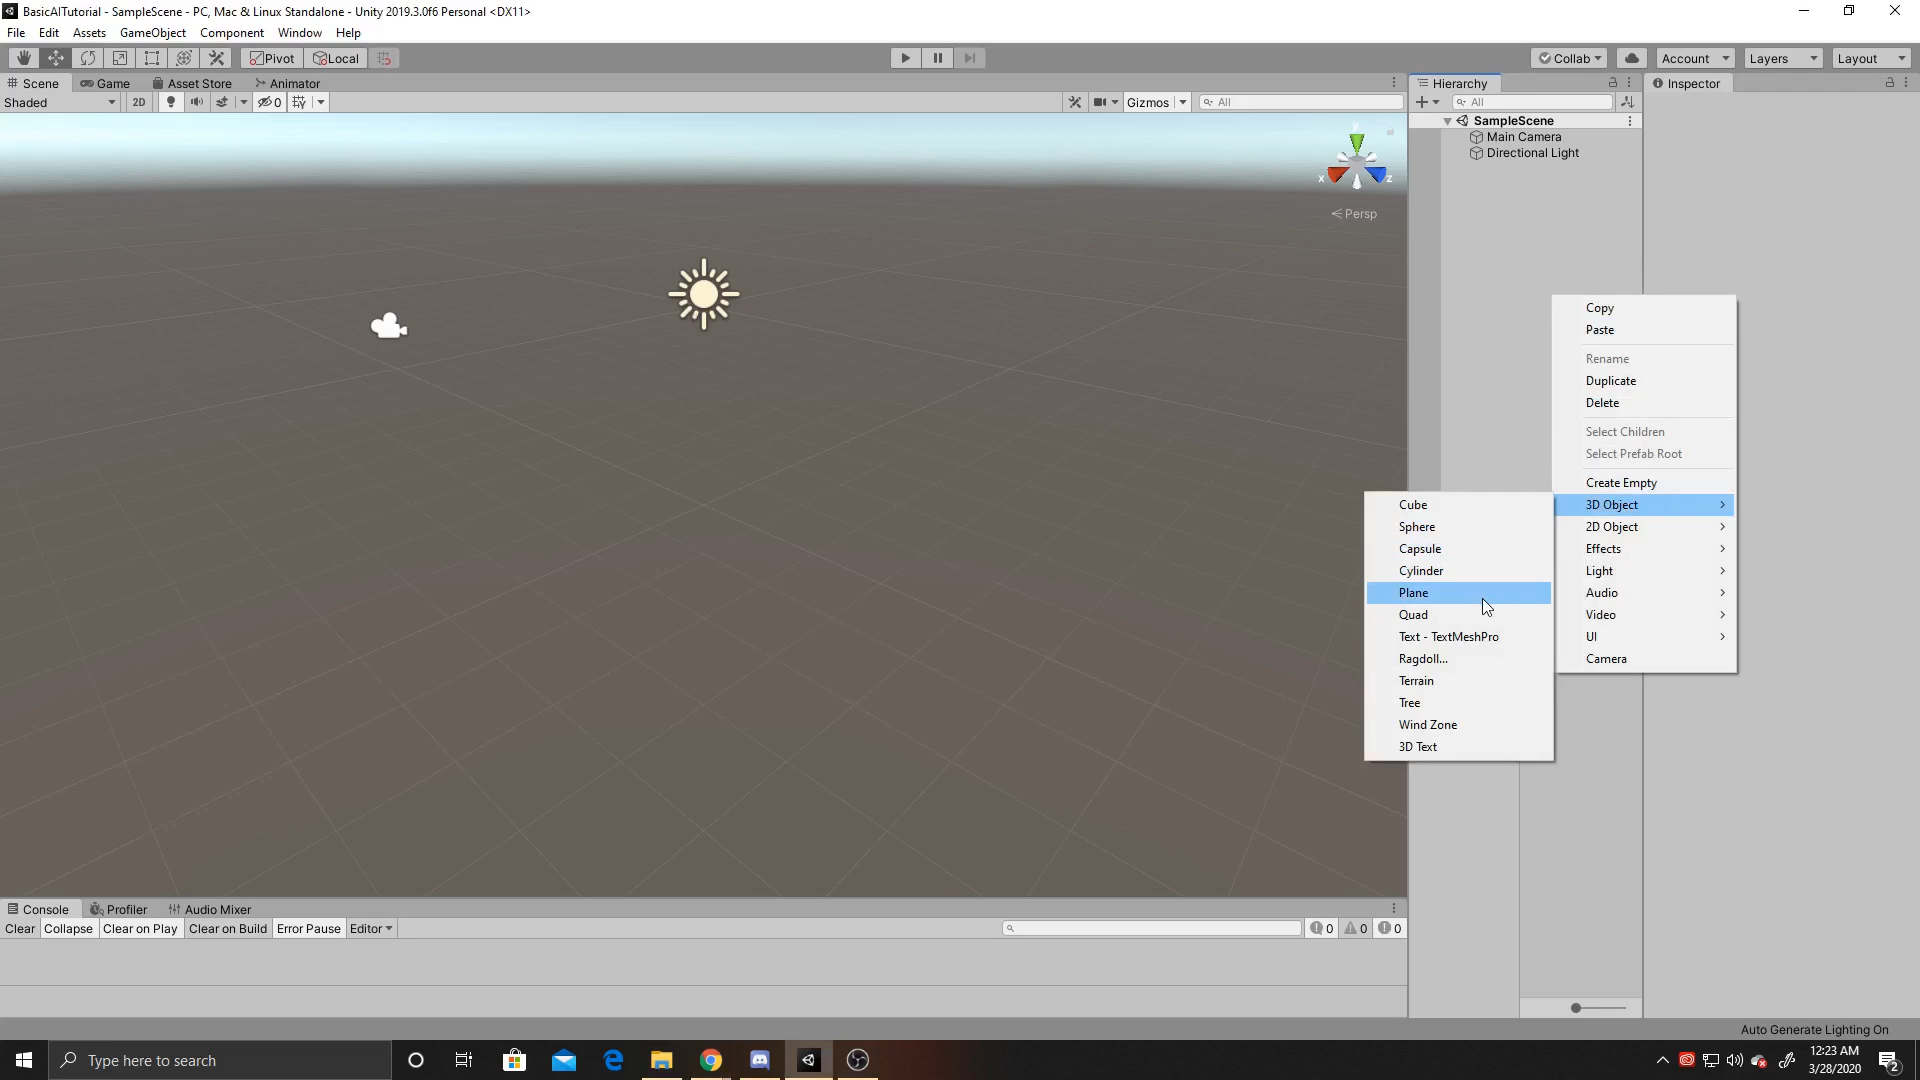 BasicAITutorial - SampleScene - PC, Mac & Linux Standalone - Unity 2019.3.0f6 Personal <DX11>
File Edit Assets GameObject Component Window Help
Pivot Local Collab Account Layers Layout
Scene Game Asset Store Animator
Shaded 2D 0 Gizmos All
y
x z
Persp
Hierarchy
All
SampleScene
Main Camera
Directional Light
Inspector
Copy
Paste
Rename
Duplicate
Delete
Select Children
Select Prefab Root
Create Empty
3D Object
2D Object
Effects
Light
Audio
Video
UI
Camera
Cube
Sphere
Capsule
Cylinder
Plane
Quad
Text - TextMeshPro
Ragdoll...
Terrain
Tree
Wind Zone
3D Text
Console Profiler Audio Mixer
Clear Collapse Clear on Play Clear on Build Error Pause Editor 0 0 0
Auto Generate Lighting On
Type here to search
12:23 AM
3/28/2020
2